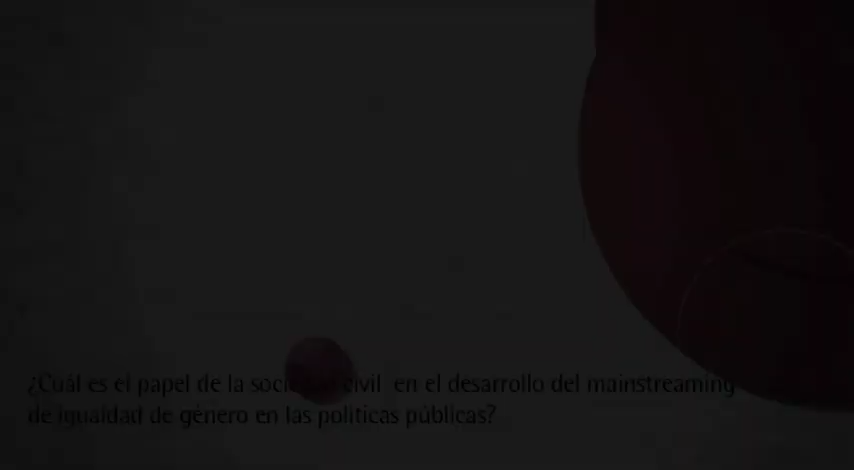 ¿Cuál es el papel de la sociedad civil en el desarrollo del mainstreaming
de igualdad de género en las políticas públicas?